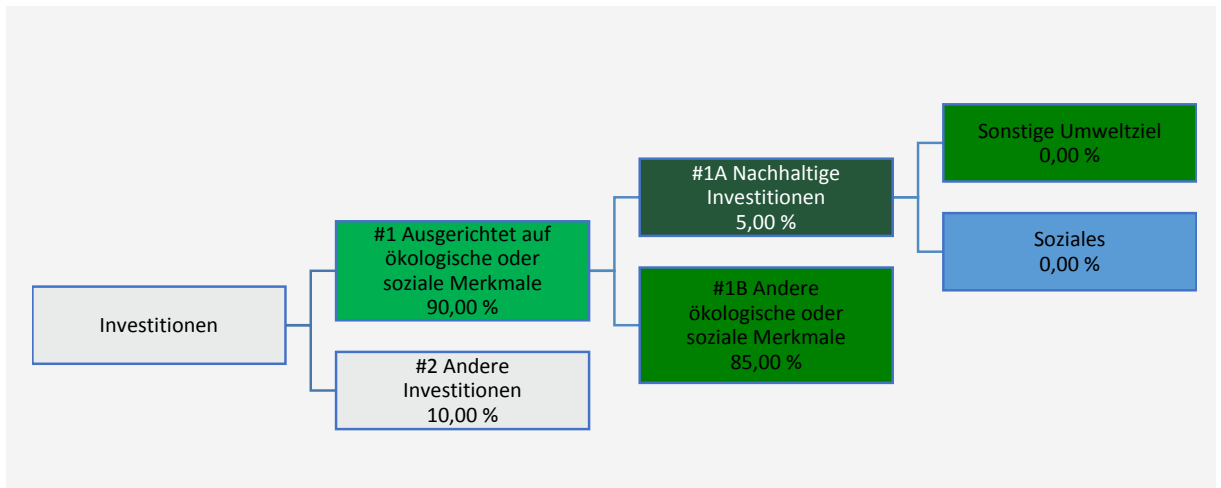 Investitionen
#1 Ausgerichtet auf
ökologische oder
soziale Merkmale
90,00 %
#2 Andere
Investitionen
10,00 %
#1A Nachhaltige
Investitionen
5,00 %
#1B Andere
ökologische oder
soziale Merkmale
85,00 %
Sonstige Umweltziel
0,00 %
Soziales
0,00 %